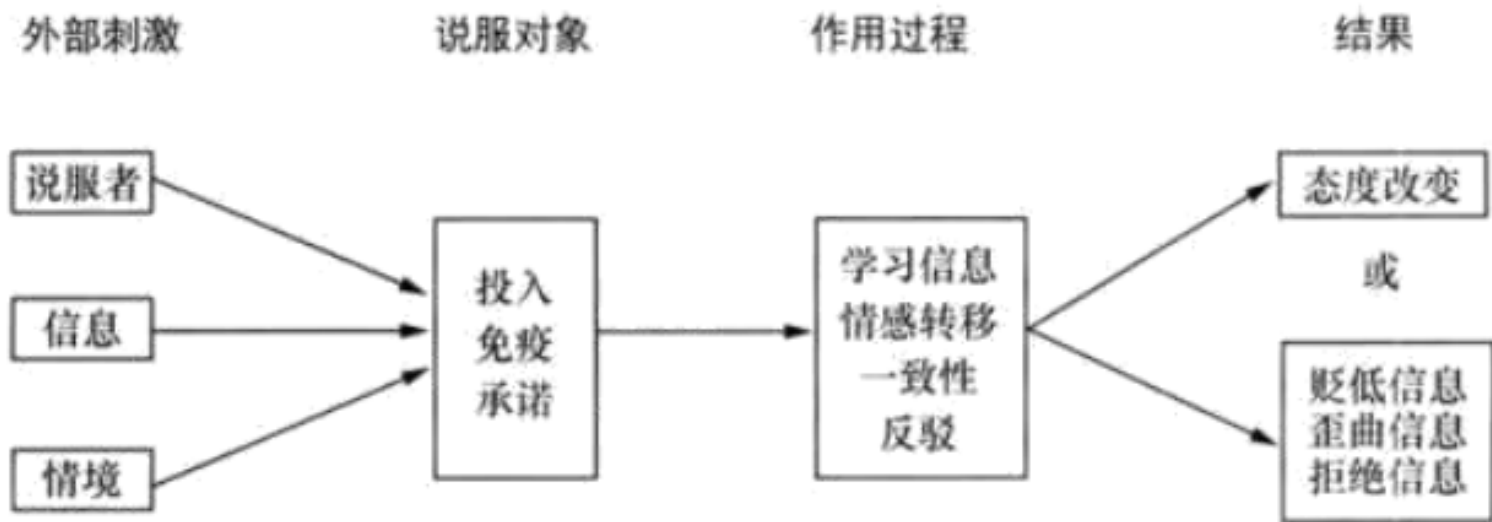 外部刺激
说服对象
作用过程
结果
说服者
信息
情境
投入
免疫
承诺
学习信息
情感转移
一致性
反驳
态度改变
或
贬低信息
歪曲信息
拒绝信息